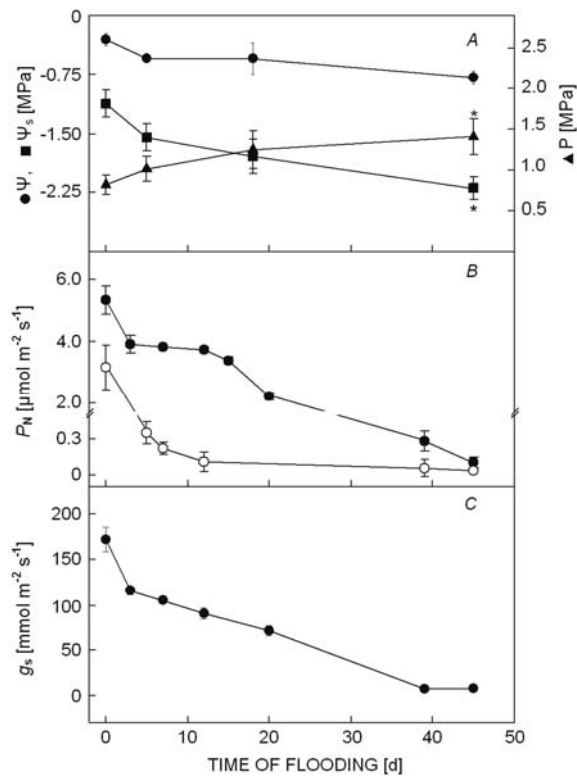 A
0
-0.75
-1.50
-2.25
● Ψ, ■ Ψs [MPa]
2.5
2.0
1.5
1.0
0.5
▲ P [MPa]
*
*
B
6.0
4.0
2.0
0.3
0
PN [µmol m-2 s-1]
C
200
150
100
50
0
gs [mmol m-2 s-1]
0 10 20 30 40 50
TIME OF FLOODING [d]